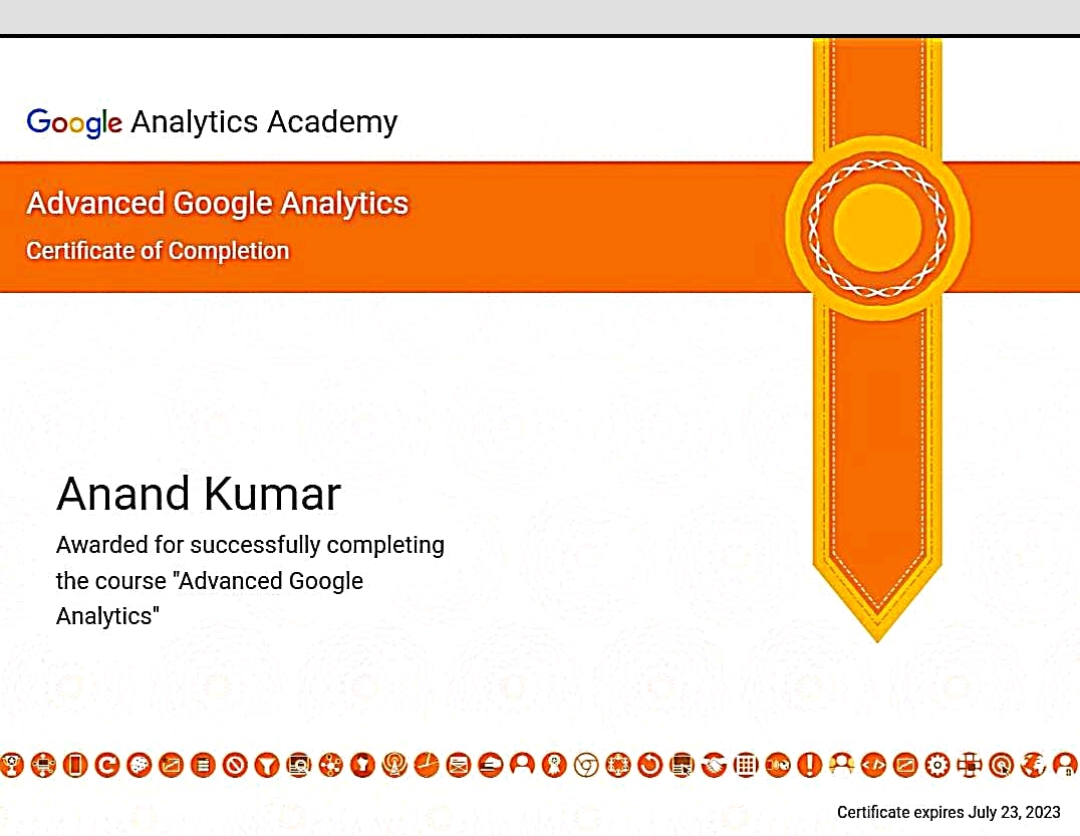 Google Analytics Academy
Advanced Google Analytics
Certificate of Completion
Anand Kumar
Awarded for successfully completing
the course "Advanced Google
Analytics"
Certificate expires July 23, 2023